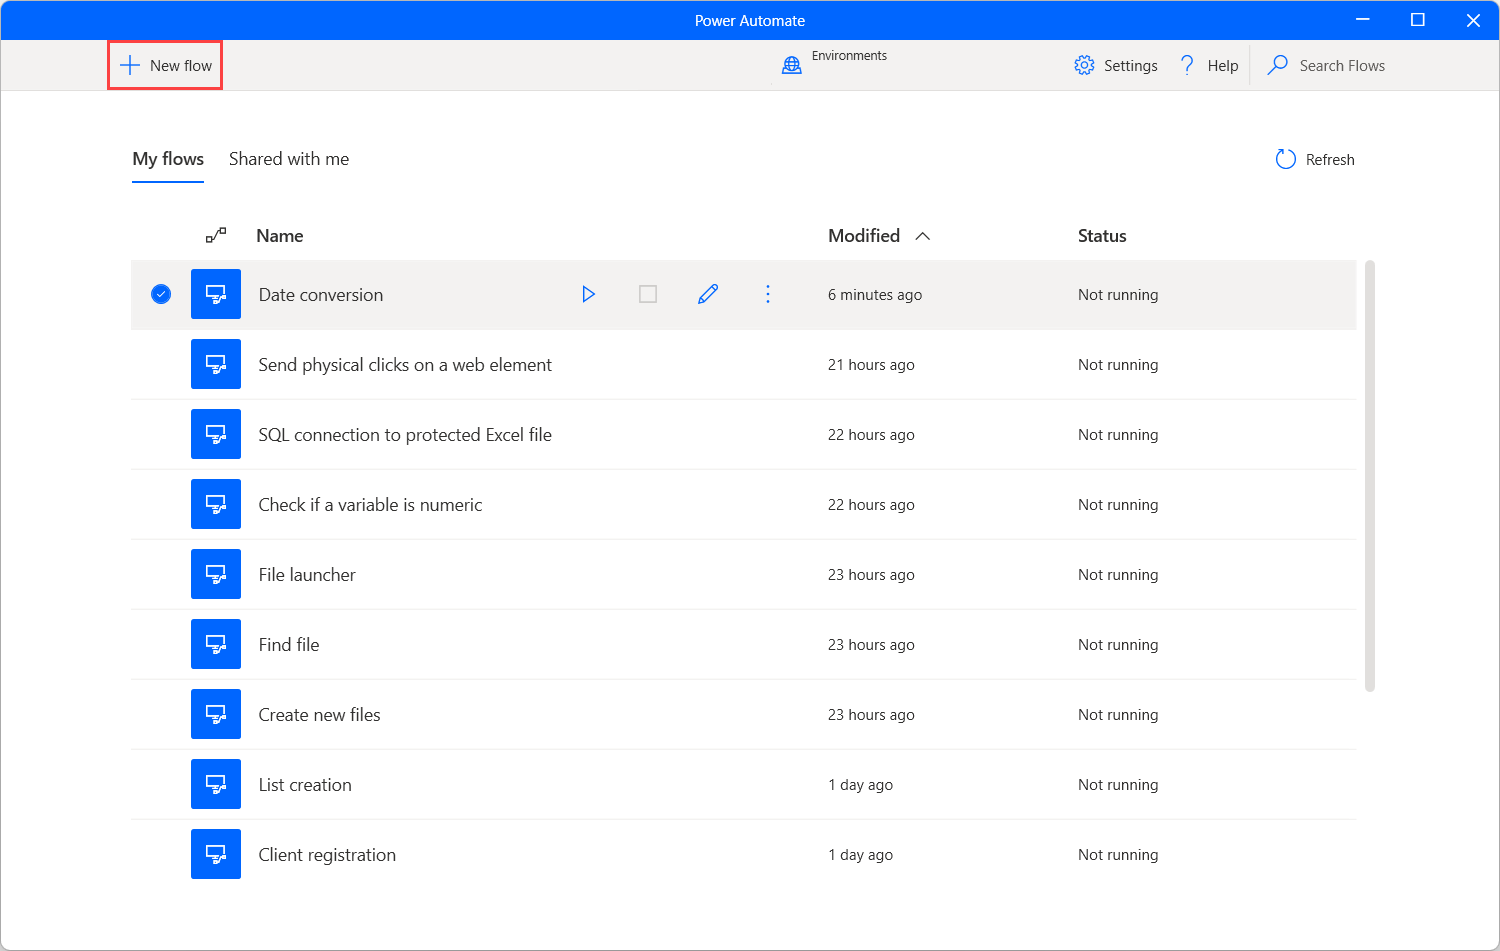 Power Automate
New flow
Environments
Settings
Help
Search Flows
My flows
Shared with me
Refresh
Name
Modified
Status
Date conversion
6 minutes ago
Not running
Send physical clicks on a web element
21 hours ago
Not running
SQL connection to protected Excel file
22 hours ago
Not running
Check if a variable is numeric
22 hours ago
Not running
File launcher
23 hours ago
Not running
Find file
23 hours ago
Not running
Create new files
23 hours ago
Not running
List creation
1 day ago
Not running
Client registration
1 day ago
Not running